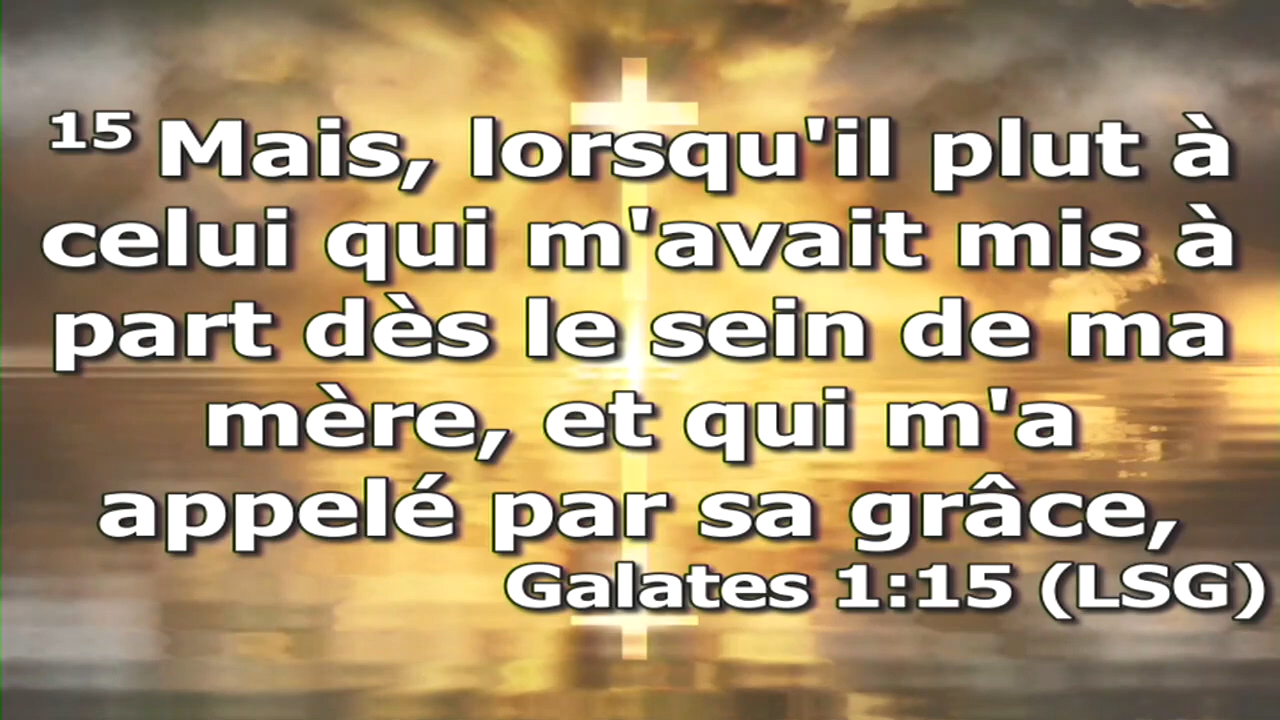 15 Mais, lorsqu'il plut à
celui qui m'avait mis à
part dès le sein de ma
mère, et qui m'a
appelé par sa grâce,
Galates 1:15 (LSG)